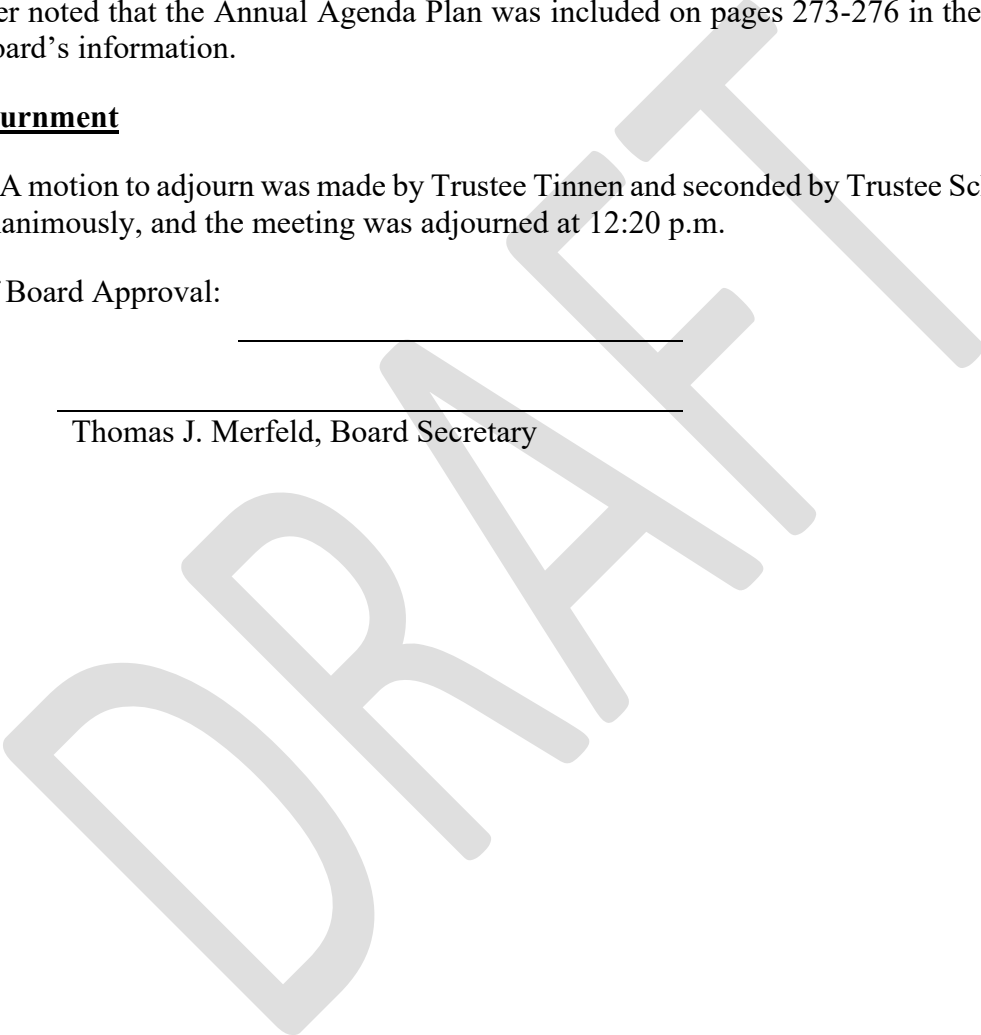 er noted that the Annual Agenda Plan was included on pages 273-276 in the
oard's information.
urnment
A motion to adjourn was made by Trustee Tinnen and seconded by Trustee Sc
animously, and the meeting was adjourned at 12:20 p.m.
Board Approval:
Thomas J. Merfeld, Board Secretary
DRAFT